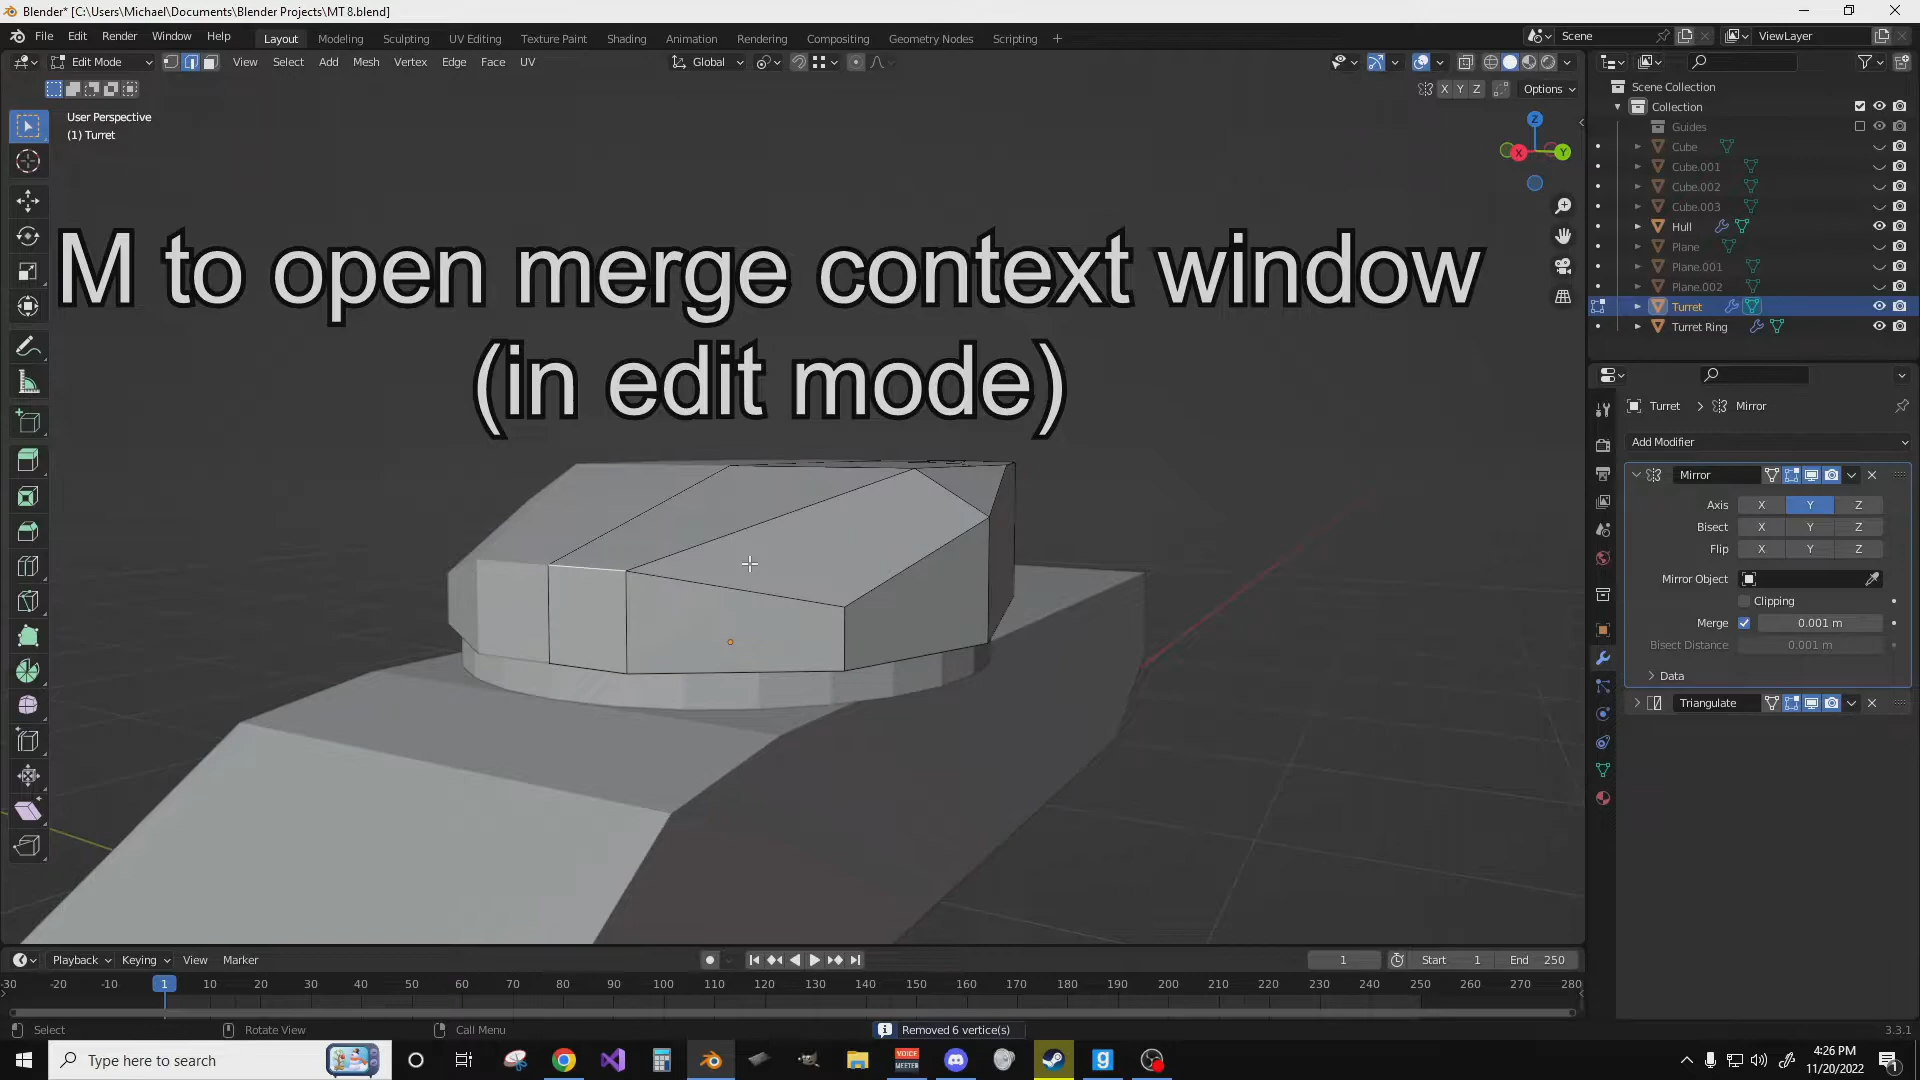 Blender* [C:\Users\Michael\Documents\Blender Projects\MT 8.blend]
File Edit Render Window Help
Layout Modeling Sculpting UV Editing Texture Paint Shading Animation Rendering Compositing Geometry Nodes Scripting +
Scene
ViewLayer
Edit Mode
View Select Add Mesh Vertex Edge Face UV
Global
X Y Z
Options
User Perspective
(1) Turret
Z
X
Y
M to open merge context window
(in edit mode)
Scene Collection
Collection
Guides
Cube
Cube.001
Cube.002
Cube.003
Hull
Plane
Plane.001
Plane.002
Turret
Turret Ring
Turret > Mirror
Add Modifier
Mirror
Axis X Y Z
Bisect X Y Z
Flip X Y Z
Mirror Object
Clipping
Merge 0.001 m
Bisect Distance 0.001 m
Data
Triangulate
Playback Keying View Marker
1
Start 1
End 250
-30 -20 -10 1 10 20 30 40 50 60 70 80 90 100 110 120 130 140 150 160 170 180 190 200 210 220 230 240 250 260 270 280
Select
Rotate View
Call Menu
Removed 6 vertice(s)
3.3.1
Type here to search
VOICE
MEETER
4:26 PM
11/20/2022
1